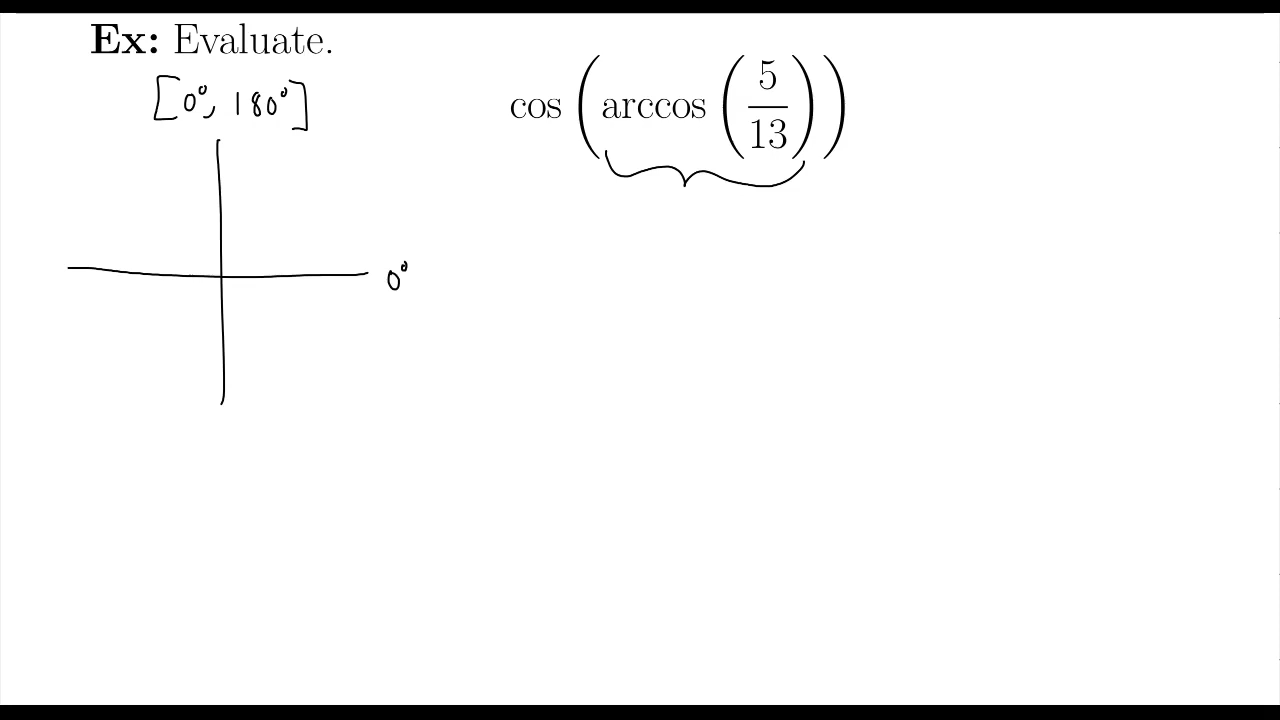 Ex: Evaluate.
[0°, 180°]
cos(arccos(5/13))
0°